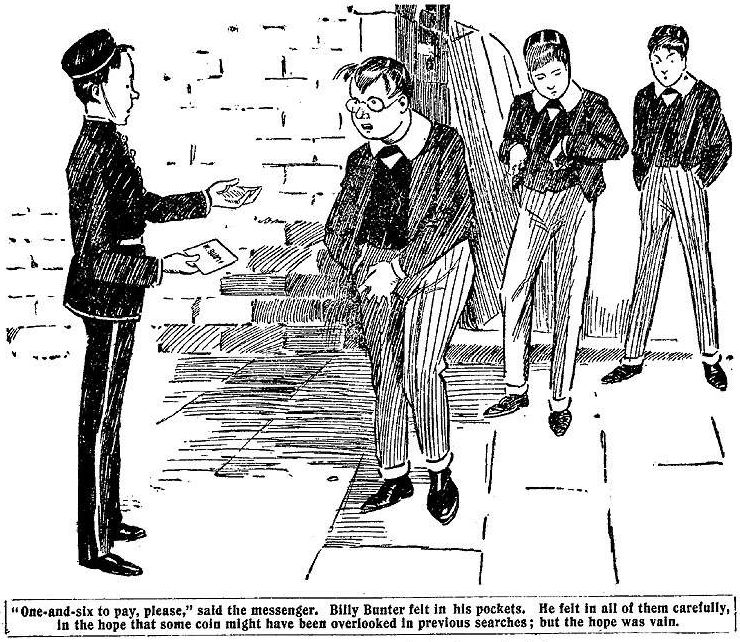 "One-and-six to pay, please," said the messenger. Billy Bunter felt in his pockets. He felt in all of them carefully,
in the hope that some coin might have been overlooked in previous searches; but the hope was vain.